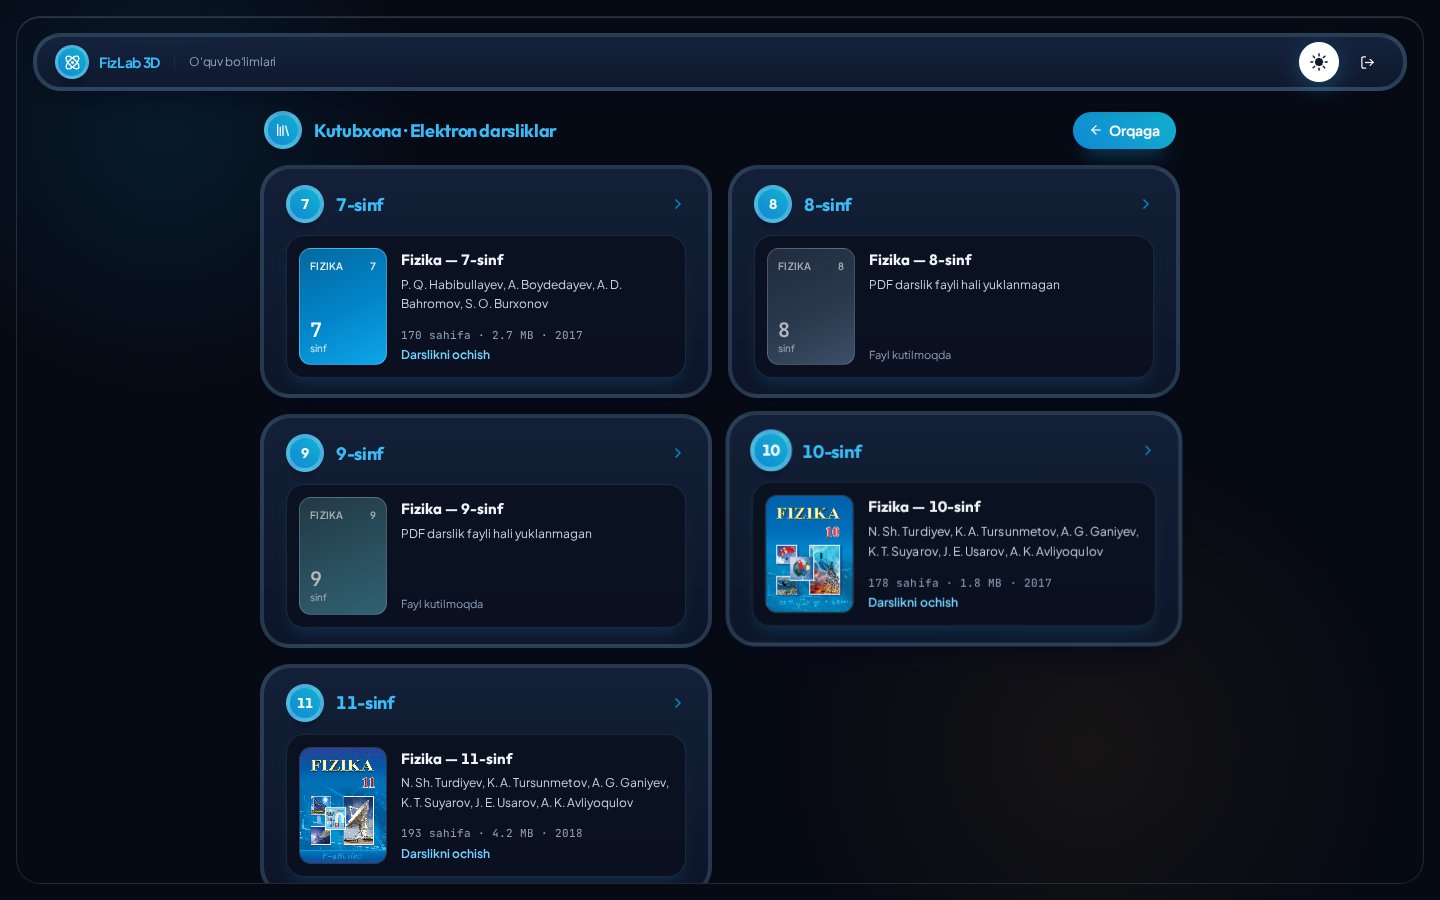 FizLab 3D
O'quv bo'limlari
Kutubxona · Elektron darsliklar
Orqaga
7
7-sinf
FIZIKA 7
7
sinf
Fizika — 7-sinf
P. Q. Habibullayev, A. Boydedayev, A. D.
Bahromov, S. O. Burxonov
170 sahifa · 2.7 MB · 2017
Darslikni ochish
8
8-sinf
FIZIKA 8
8
sinf
Fizika — 8-sinf
PDF darslik fayli hali yuklanmagan
Fayl kutilmoqda
9
9-sinf
FIZIKA 9
9
sinf
Fizika — 9-sinf
PDF darslik fayli hali yuklanmagan
Fayl kutilmoqda
10
10-sinf
FIZIKA
10
Fizika — 10-sinf
N. Sh. Turdiyev, K. A. Tursunmetov, A. G. Ganiyev,
K. T. Suyarov, J. E. Usarov, A. K. Avliyoqulov
178 sahifa · 1.8 MB · 2017
Darslikni ochish
11
11-sinf
FIZIKA
11
Fizika — 11-sinf
N. Sh. Turdiyev, K. A. Tursunmetov, A. G. Ganiyev,
K. T. Suyarov, J. E. Usarov, A. K. Avliyoqulov
193 sahifa · 4.2 MB · 2018
Darslikni ochish